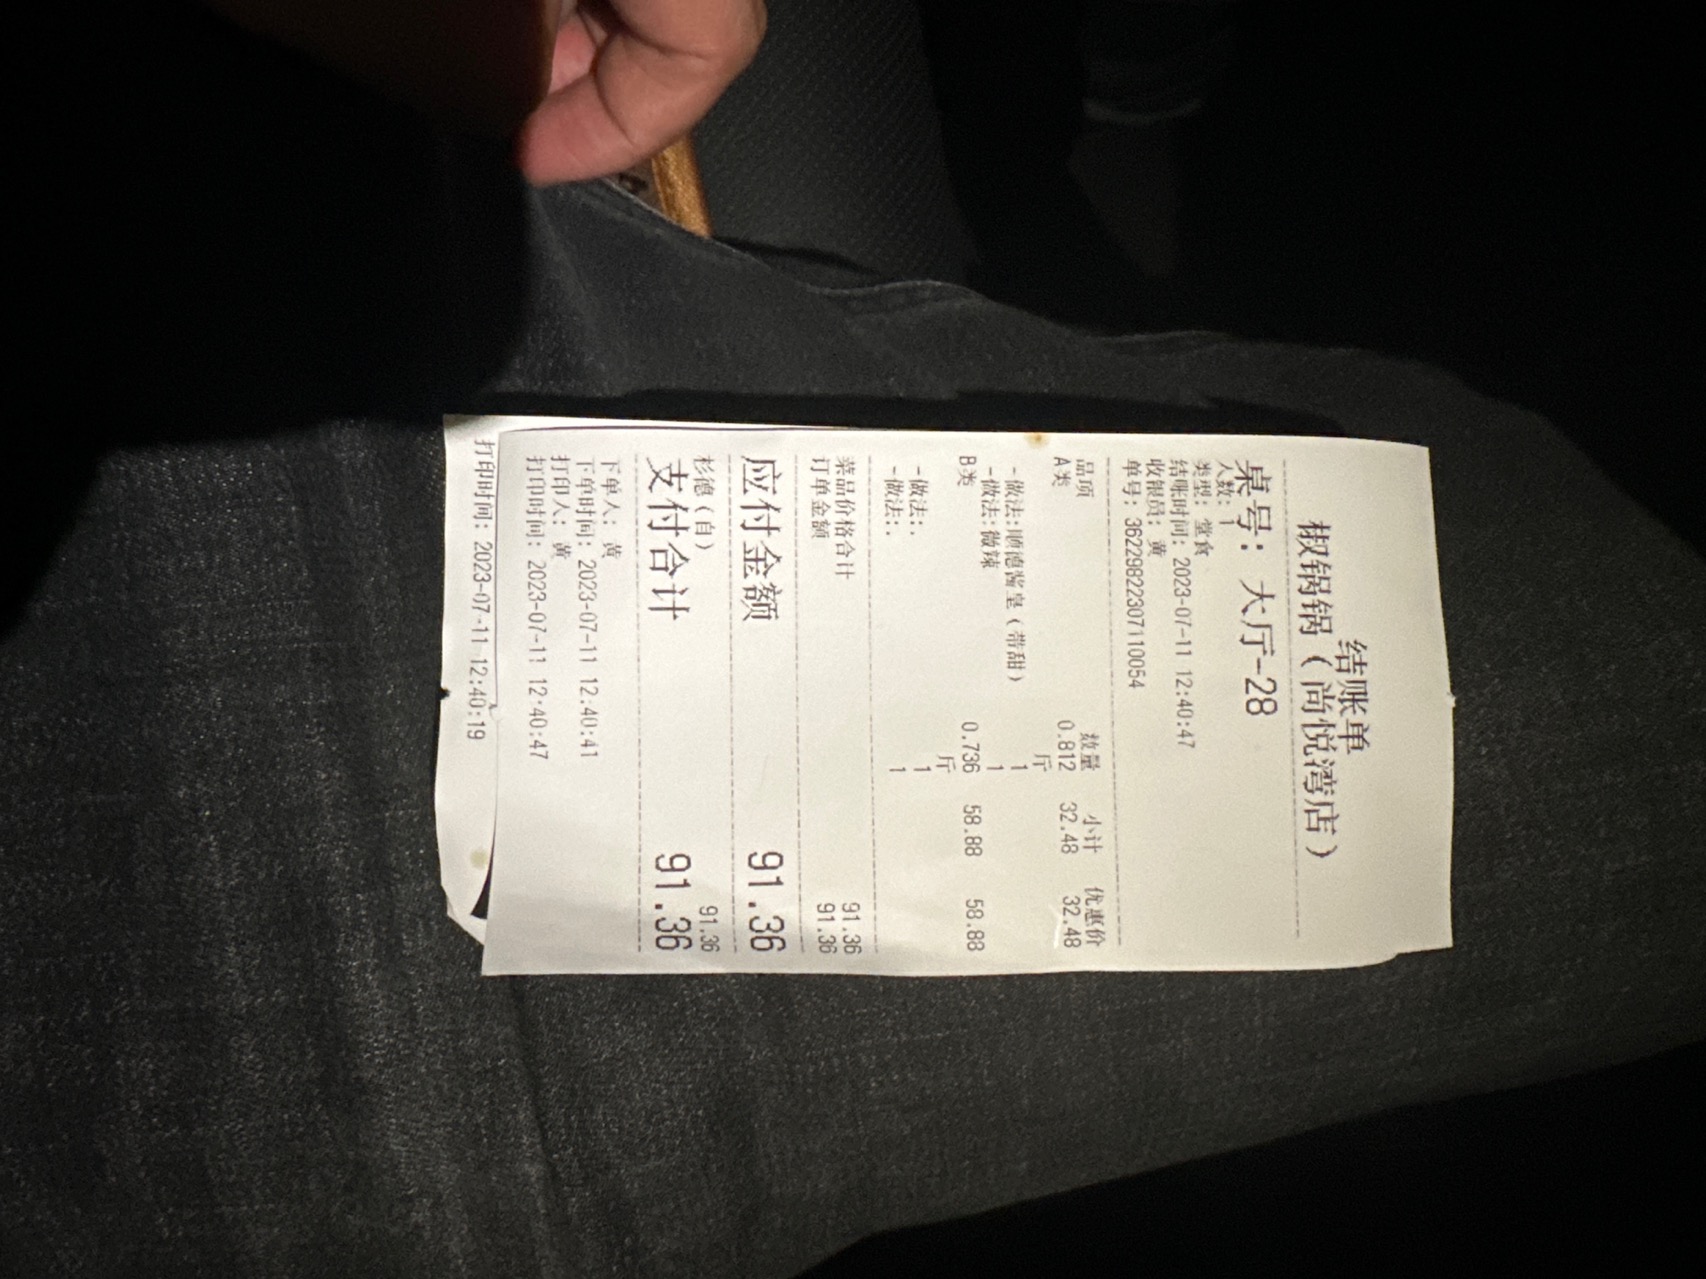 结账单
椒锅锅（尚悦湾店）
桌号：大厅-28
人数：1
类型：堂食
结账时间：2023-07-11 12:40:47
收银员：黄
单号：36229822307110054
品项 数量 小计 优惠价
A类 0.812 32.48 32.48
斤
-做法:顺德酱皇（带甜） 1
-做法:微辣 1
B类 0.736 58.88 58.88
斤
-做法:. 1
-做法:. 1
菜品价格合计 91.36
订单金额 91.36
应付金额 91.36
杉德（自） 91.36
支付合计 91.36
下单人：黄
下单时间：2023-07-11 12:40:41
打印人：黄
打印时间：2023-07-11 12:40:47
打印时间：2023-07-11 12:40:19